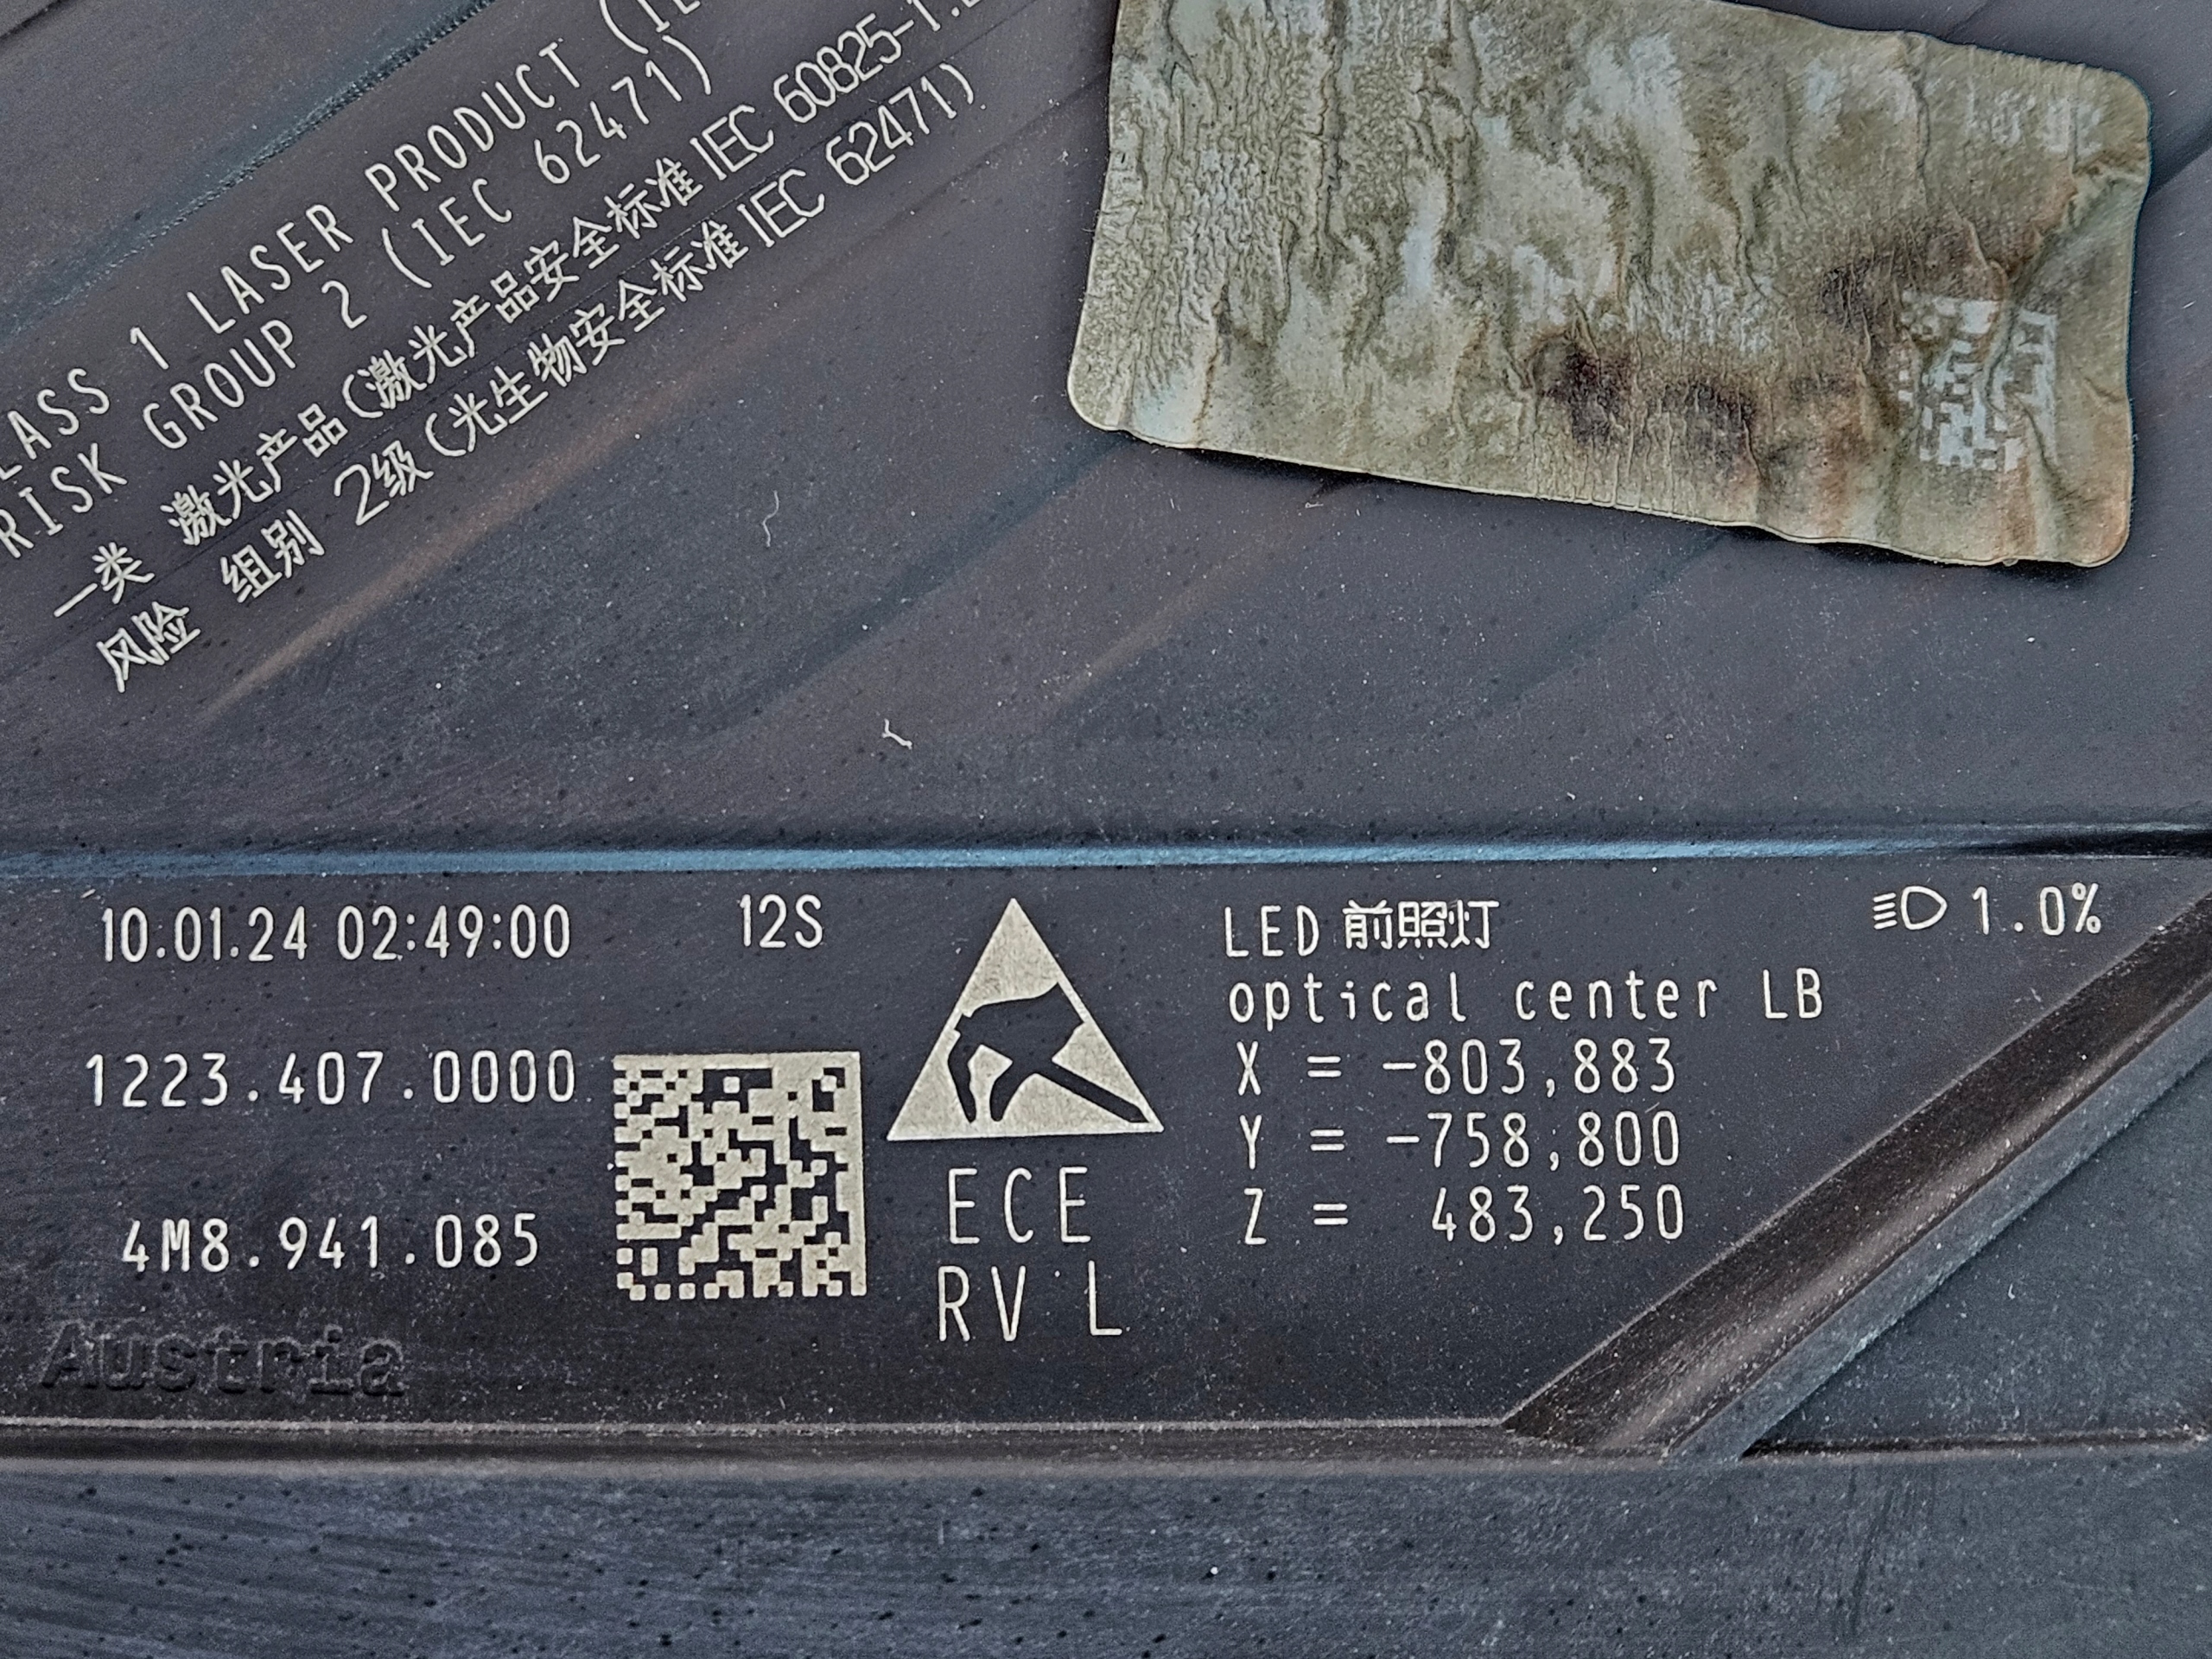 LASS 1 LASER PRODUCT
RISK GROUP 2 (IEC 62471)
一类 激光产品(激光产品安全标准 IEC 60825-1
风险 组别 2级(光生物安全标准 IEC 62471)
10.01.24 02:49:00
12S
1223.407.0000
4M8.941.085
Austria
ECE
RV L
LED 前照灯
optical center LB
X = -803,883
Y = -758,800
Z = 483,250
1.0%